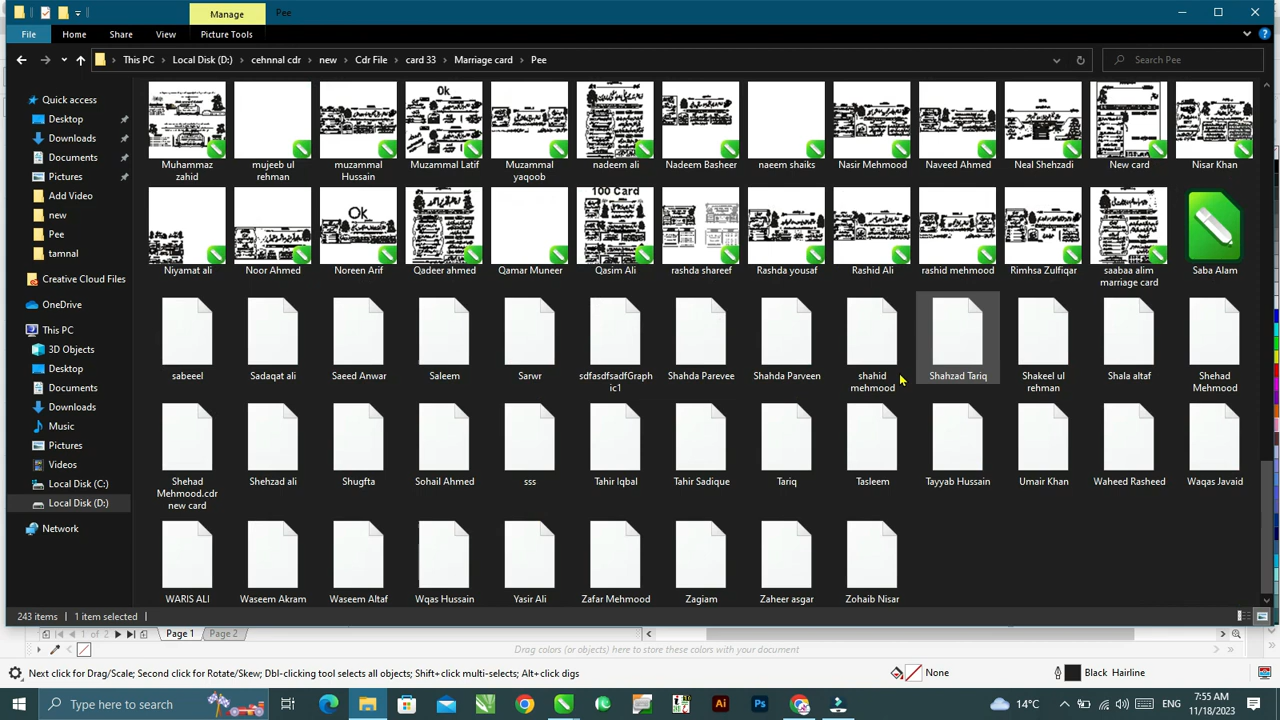 Manage
Pee
File
Home
Share
View
Picture Tools
This PC
Local Disk (D:)
cehnnal cdr
new
Cdr File
card 33
Marriage card
Pee
Search Pee
Quick access
Desktop
Downloads
Documents
Pictures
Add Video
new
Pee
tamnal
Creative Cloud Files
OneDrive
This PC
3D Objects
Desktop
Documents
Downloads
Music
Pictures
Videos
Local Disk (C:)
Local Disk (D:)
Network
Ok
Muhammaz
zahid
mujeeb ul
rehman
muzammal
Hussain
Muzammal Latif
Muzammal
yaqoob
nadeem ali
Nadeem Basheer
naeem shaiks
Nasir Mehmood
Naveed Ahmed
Neal Shehzadi
New card
Nisar Khan
Ok
100 Card
Niyamat ali
Noor Ahmed
Noreen Arif
Qadeer ahmed
Qamar Muneer
Qasim Ali
rashda shareef
Rashda yousaf
Rashid Ali
rashid mehmood
Rimhsa Zulfiqar
saabaa alim
marriage card
Saba Alam
sabeeel
Sadaqat ali
Saeed Anwar
Saleem
Sarwr
sdfasdfsadfGraph
ic1
Shahda Parevee
Shahda Parveen
shahid
mehmood
Shahzad Tariq
Shakeel ul
rehman
Shala altaf
Shehad
Mehmood
Shehad
Mehmood.cdr
new card
Shehzad ali
Shugfta
Sohail Ahmed
sss
Tahir Iqbal
Tahir Sadique
Tariq
Tasleem
Tayyab Hussain
Umair Khan
Waheed Rasheed
Waqas Javaid
WARIS ALI
Waseem Akram
Waseem Altaf
Wqas Hussain
Yasir Ali
Zafar Mehmood
Zagiam
Zaheer asgar
Zohaib Nisar
243 items
1 item selected
1 of 2
Page 1
Page 2
Drag colors (or objects) here to store these colors with your document
Next click for Drag/Scale; Second click for Rotate/Skew; Dbl-clicking tool selects all objects; Shift+click multi-selects; Alt+click digs
None
Black Hairline
Type here to search
Ai
Ps
14°C
ENG
7:55 AM
11/18/2023